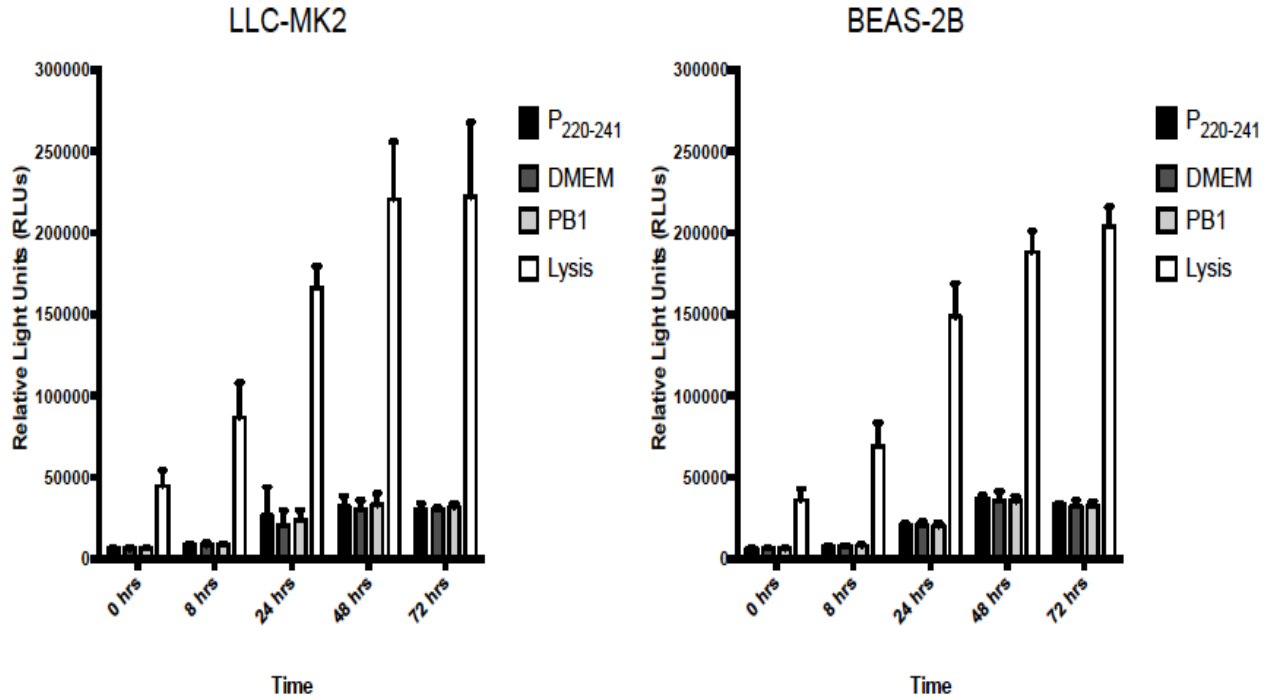 LLC-MK2
Relative Light Units (RLUs)
300000
250000
200000
150000
100000
50000
0
0 hrs
8 hrs
24 hrs
48 hrs
72 hrs
Time
P220-241
DMEM
PB1
Lysis
BEAS-2B
Relative Light Units (RLUs)
300000
250000
200000
150000
100000
50000
0
0 hrs
8 hrs
24 hrs
48 hrs
72 hrs
Time
P220-241
DMEM
PB1
Lysis